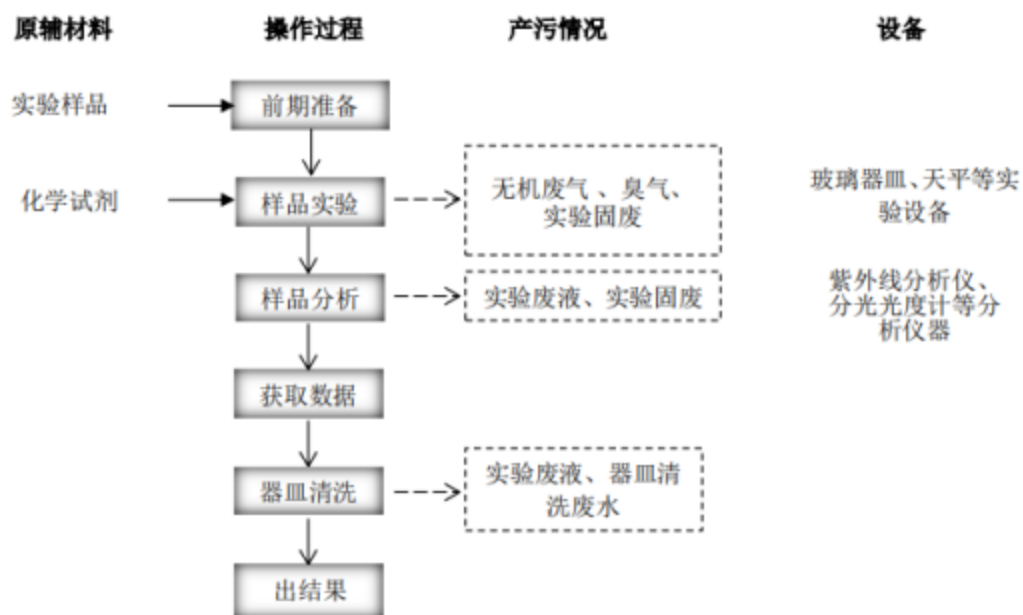 原辅材料 操作过程 产污情况 设备
实验样品 前期准备
化学试剂 样品实验 无机废气 、臭气、
实验固废
玻璃器皿、天平等实
验设备
样品分析 实验废液、实验固废
紫外线分析仪、
分光光度计等分
析仪器
获取数据
器皿清洗 实验废液、器皿清
洗废水
出结果